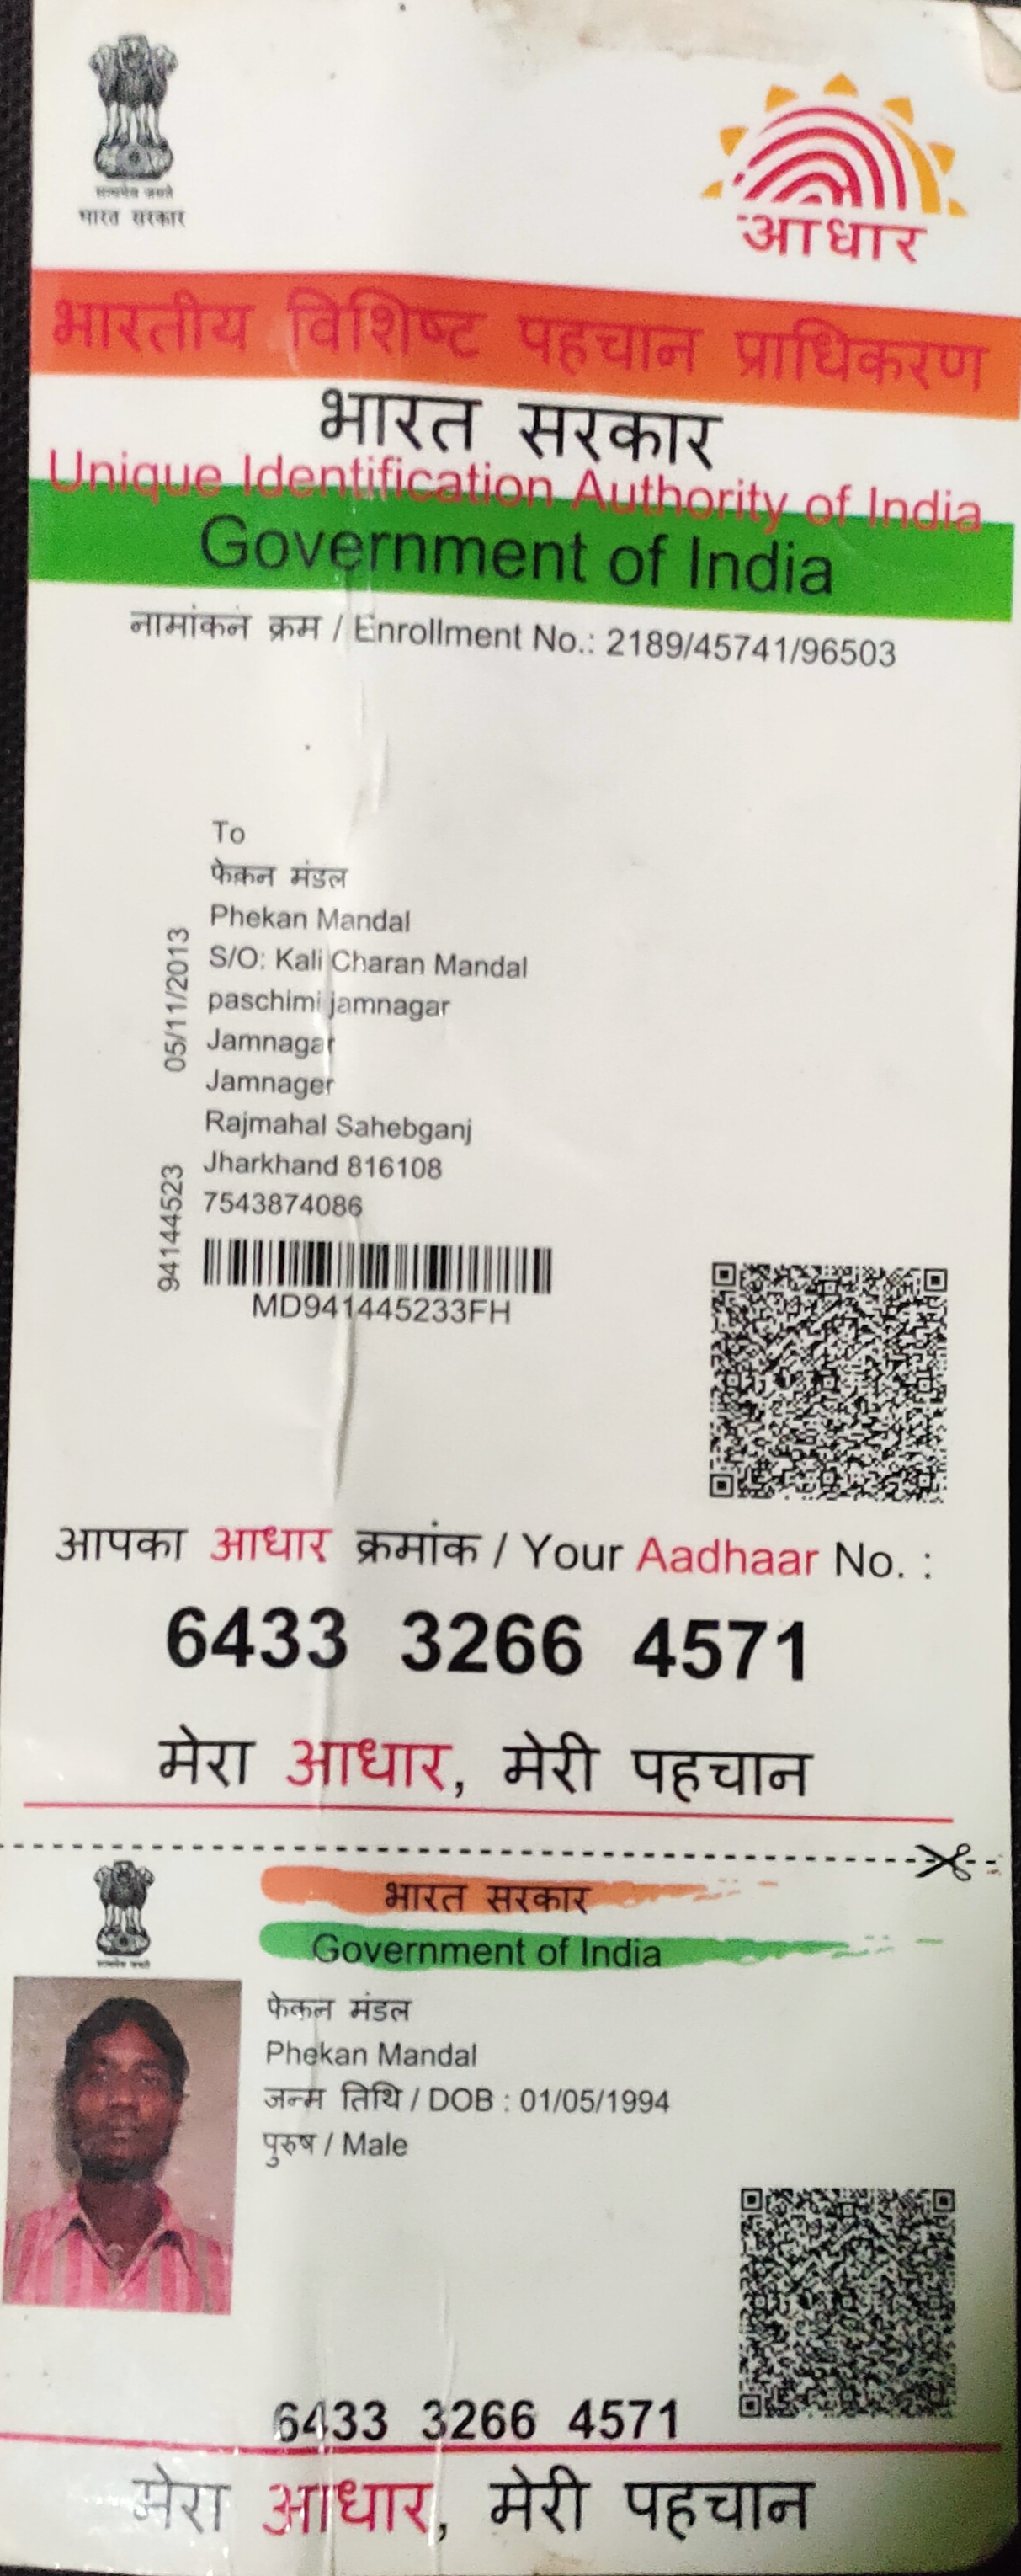 सत्यमेव जयते
भारत सरकार
आधार
भारतीय विशिष्ट पहचान प्राधिकरण
भारत सरकार
Unique Identification Authority of India
Government of India
नामांकन क्रम / Enrollment No.: 2189/45741/96503
To
फेकन मंडल
Phekan Mandal
S/O: Kali Charan Mandal
paschimi jamnagar
Jamnagar
Jamnager
Rajmahal Sahebganj
Jharkhand 816108
7543874086
05/11/2013
94144523
MD941445233FH
आपका आधार क्रमांक / Your Aadhaar No. :
6433 3266 4571
मेरा आधार, मेरी पहचान
सत्यमेव जयते
भारत सरकार
Government of India
फेकन मंडल
Phekan Mandal
जन्म तिथि / DOB : 01/05/1994
पुरुष / Male
6433 3266 4571
मेरा आधार, मेरी पहचान